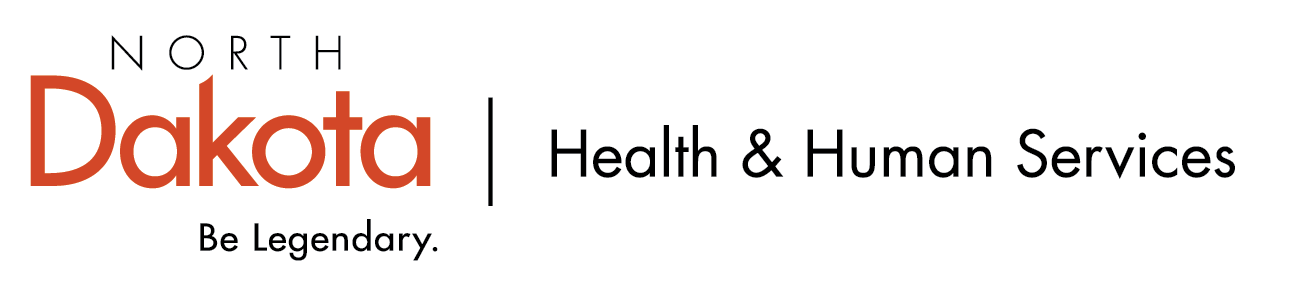 NORTH
Dakota
Be Legendary.
Health & Human Services